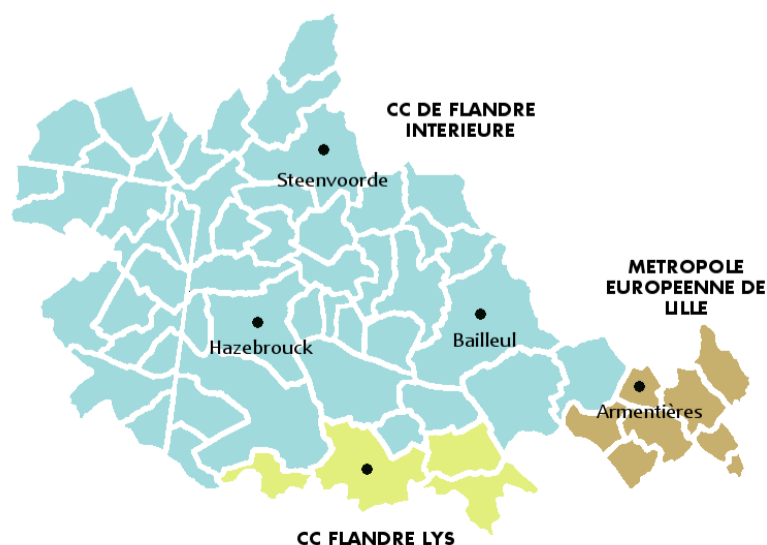 CC DE FLANDRE
INTERIEURE
Steenvoorde
METROPOLE
EUROPEENNE DE
LILLE
Hazebrouck
Bailleul
Armentières
CC FLANDRE LYS